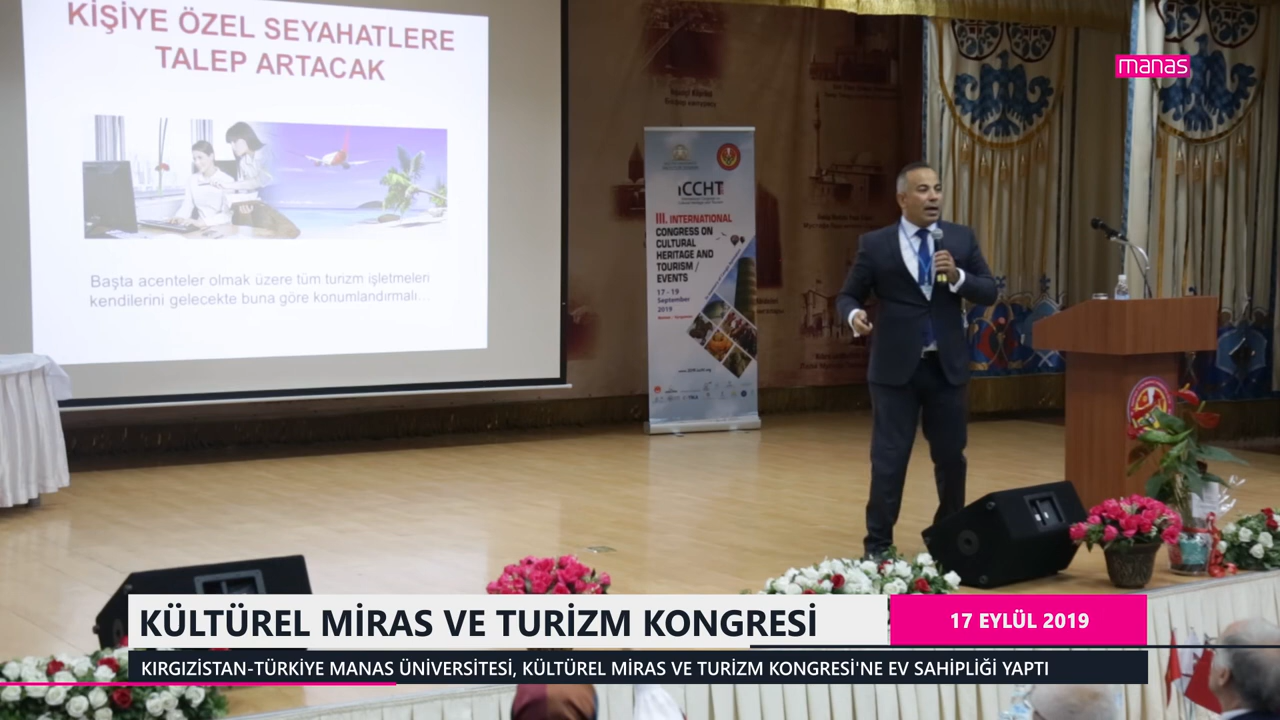 KİŞİYE ÖZEL SEYAHATLERE
TALEP ARTACAK
Başta acenteler olmak üzere tüm turizm işletmeleri
kendilerini gelecekte buna göre konumlandırmalı…
manas
iCCHT
III. INTERNATIONAL
CONGRESS ON
CULTURAL
HERITAGE AND
TOURISM /
EVENTS
17 - 19
September
2019
KÜLTÜREL MİRAS VE TURİZM KONGRESİ
17 EYLÜL 2019
KIRGIZİSTAN-TÜRKİYE MANAS ÜNİVERSİTESİ, KÜLTÜREL MİRAS VE TURİZM KONGRESİ'NE EV SAHİPLİĞİ YAPTI